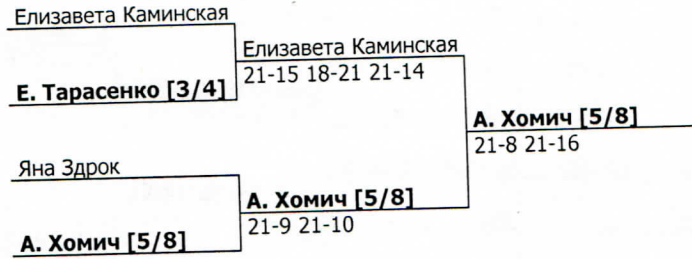 Елизавета Каминская
Елизавета Каминская
21-15 18-21 21-14
Е. Тарасенко [3/4]
А. Хомич [5/8]
21-8 21-16
Яна Здрок
А. Хомич [5/8]
21-9 21-10
А. Хомич [5/8]